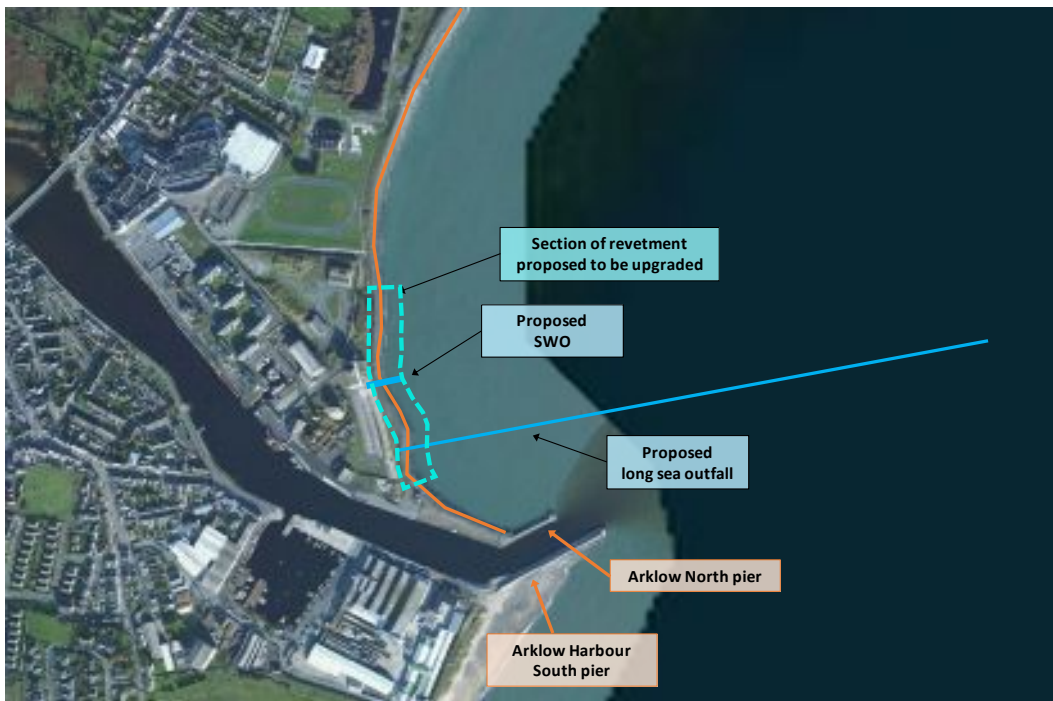 Section of revetment
proposed to be upgraded
Proposed
SWO
Proposed
long sea outfall
Arklow North pier
Arklow Harbour
South pier